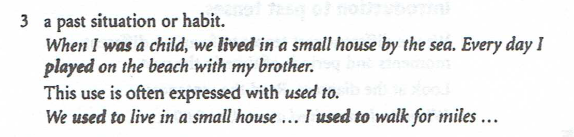 3 a past situation or habit.
When I was a child, we lived in a small house by the sea. Every day I
played on the beach with my brother.
This use is often expressed with used to.
We used to live in a small house ... I used to walk for miles ...